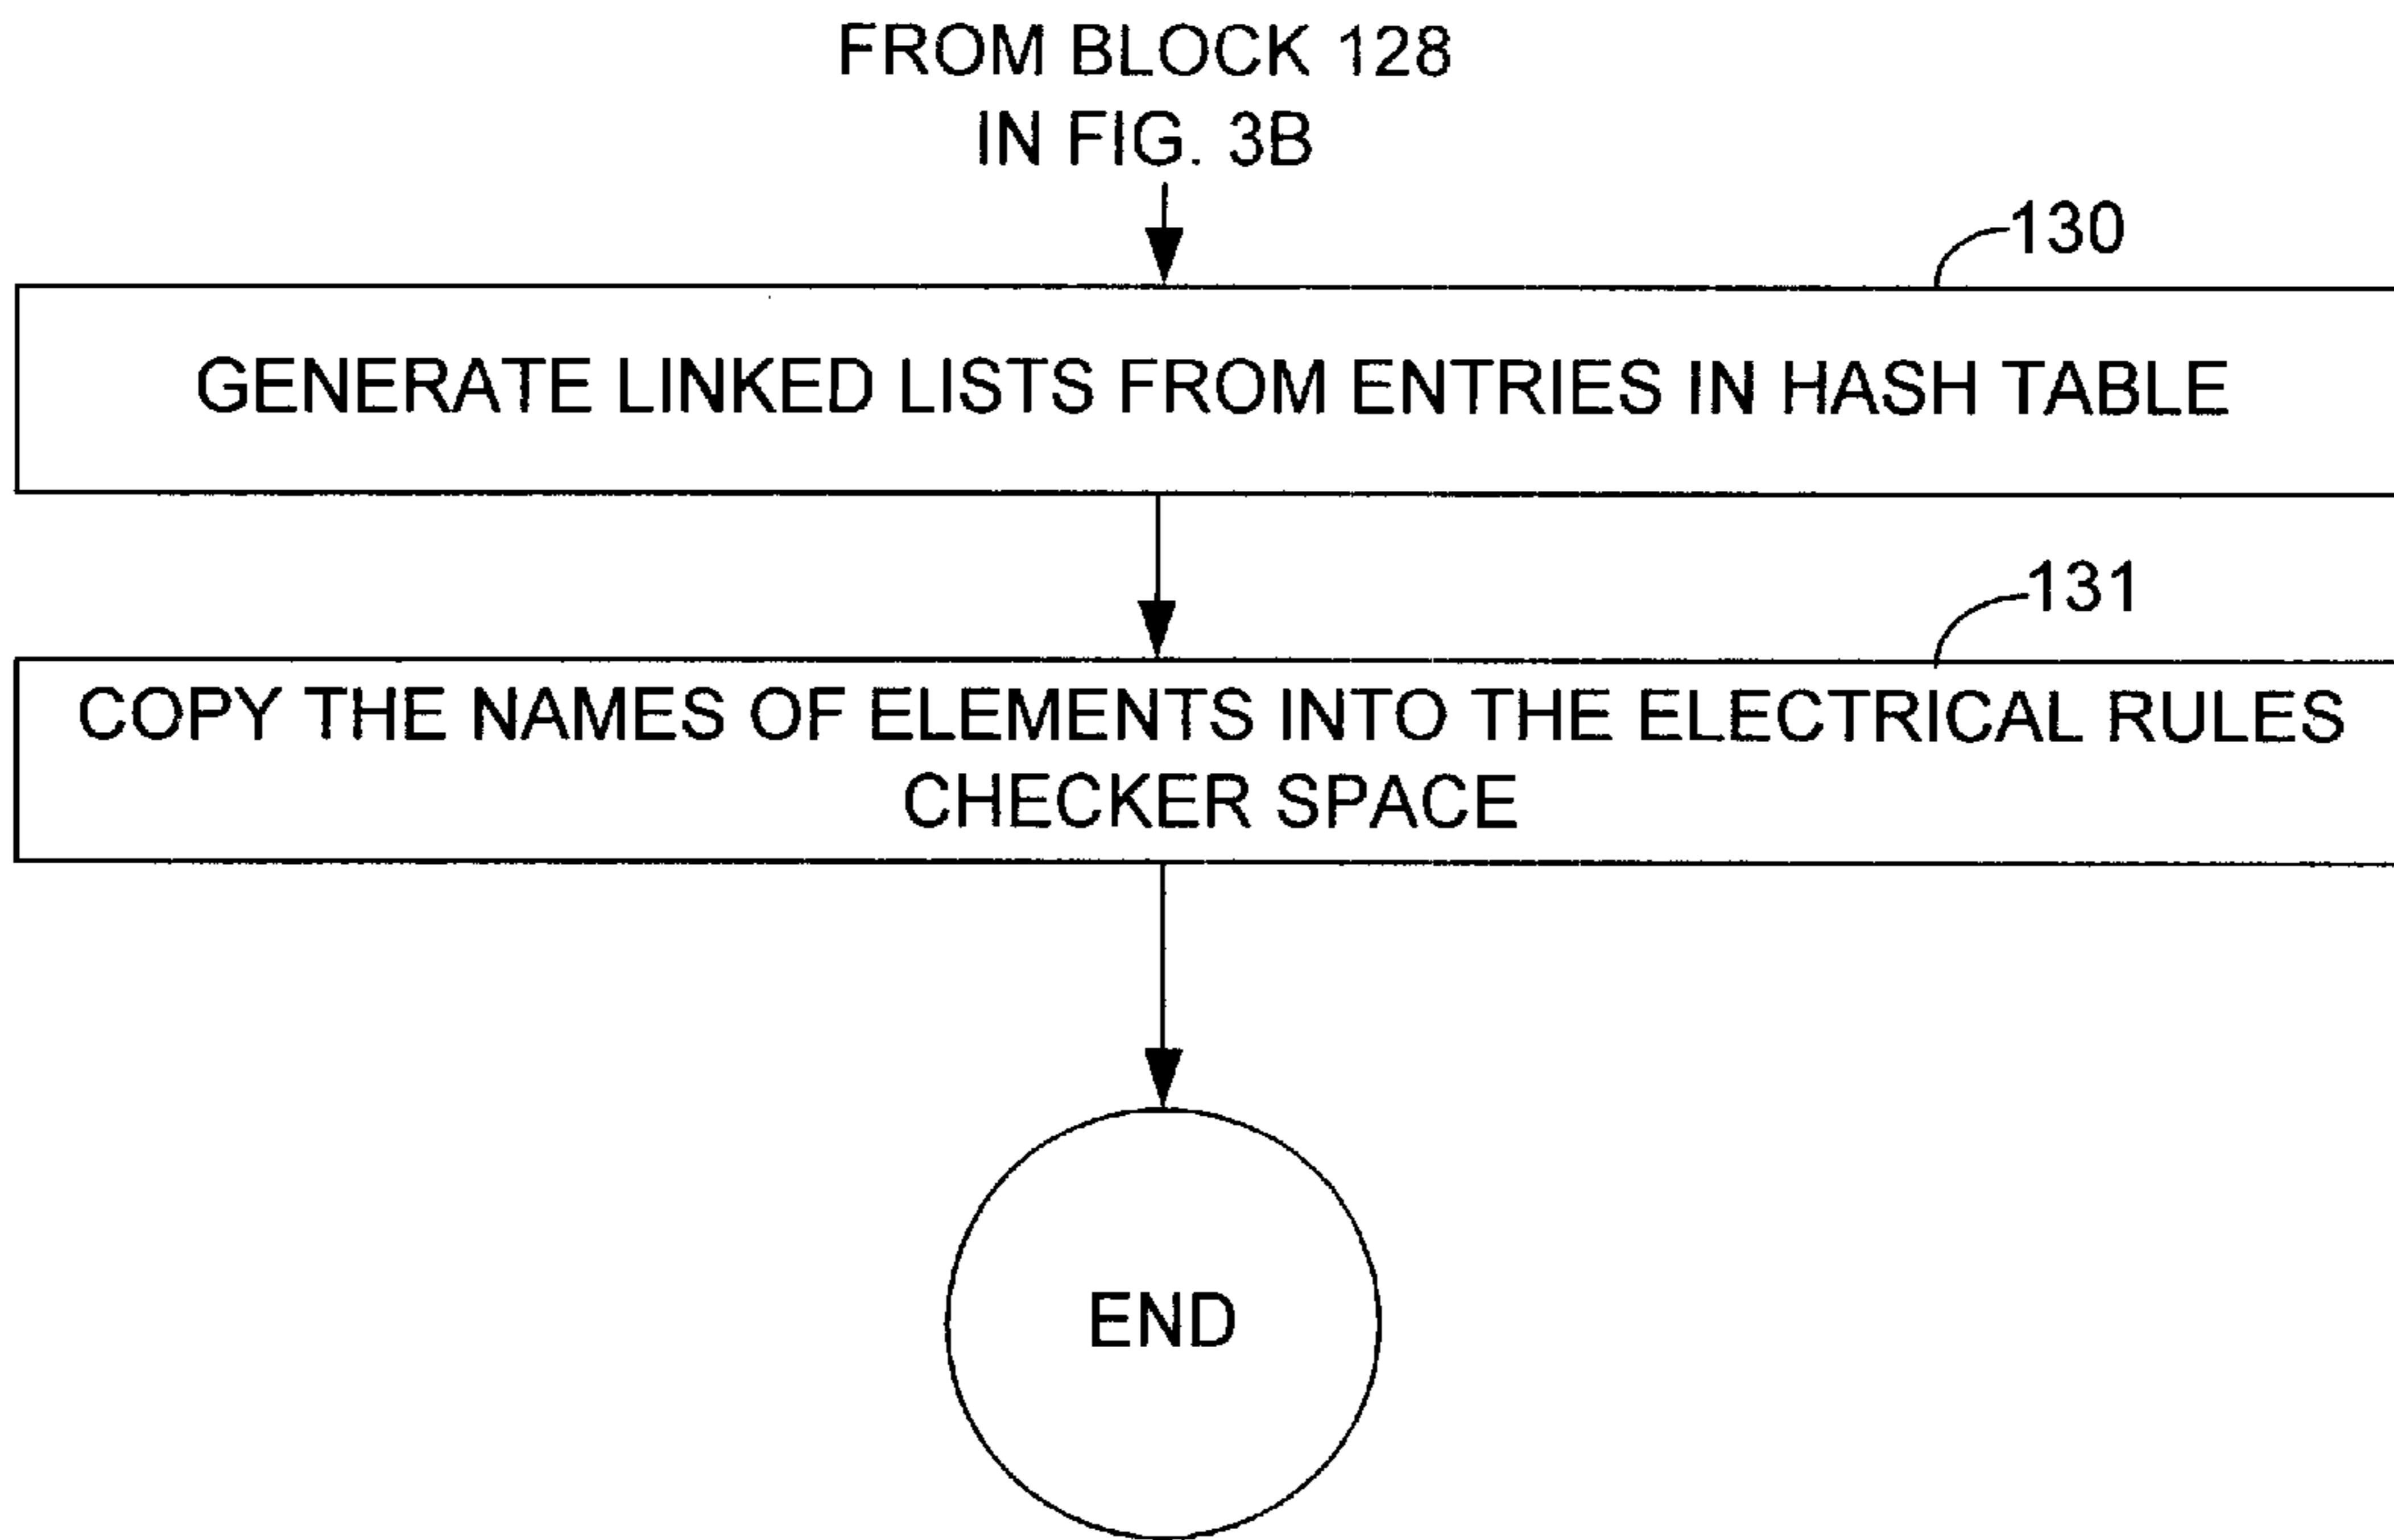 FROM BLOCK 128
IN FIG. 3B
130
GENERATE LINKED LISTS FROM ENTRIES IN HASH TABLE
131
COPY THE NAMES OF ELEMENTS INTO THE ELECTRICAL RULES
CHECKER SPACE
END